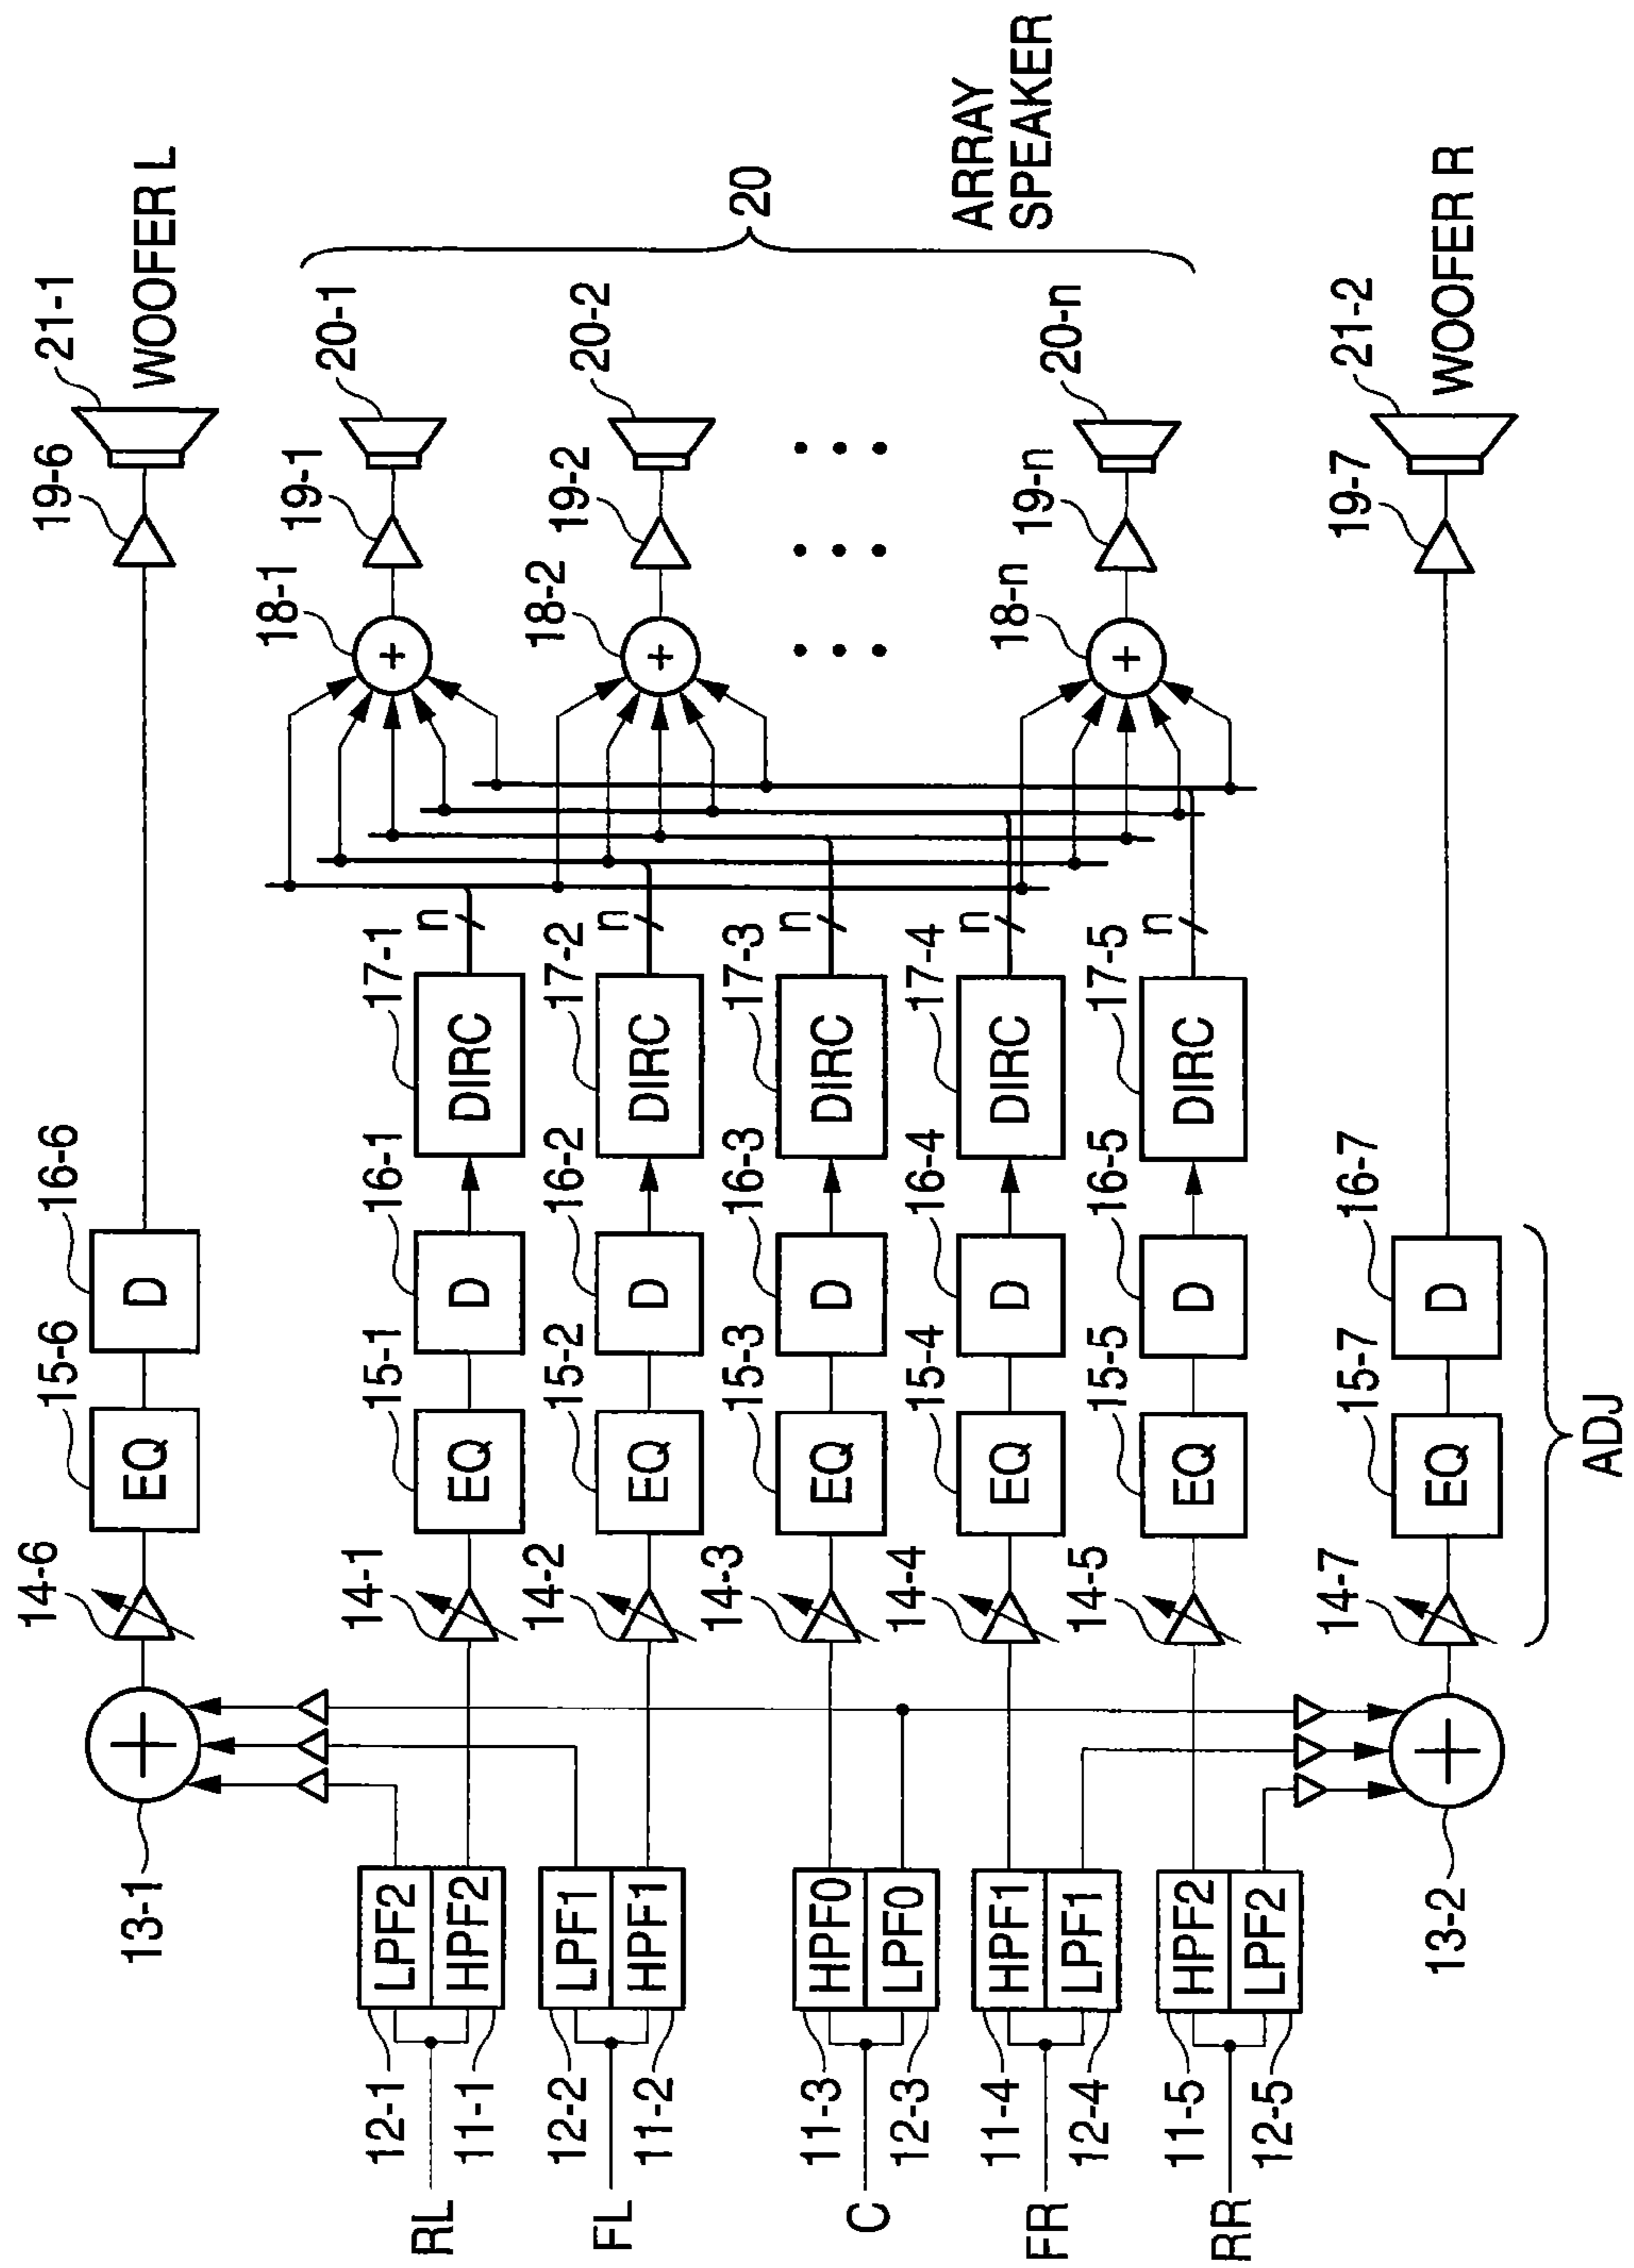 14-6
15-6
EQ
16-6
D
19-6
21-1
WOOFER L
13-1
RL
12-1
LPF2
11-1
HPF2
14-1
15-1
EQ
16-1
D
17-1
DIRC
n
18-1
+
19-1
20-1
FL
12-2
LPF1
11-2
HPF1
14-2
15-2
EQ
16-2
D
17-2
DIRC
n
18-2
+
19-2
20-2
20
C
11-3
HPF0
12-3
LPF0
14-3
15-3
EQ
16-3
D
17-3
DIRC
n
FR
11-4
HPF1
12-4
LPF1
14-4
15-4
EQ
16-4
D
17-4
DIRC
n
18-n
+
19-n
20-n
ARRAY
SPEAKER
RR
11-5
HPF2
12-5
LPF2
14-5
15-5
EQ
16-5
D
17-5
DIRC
n
13-2
14-7
15-7
EQ
16-7
D
19-7
21-2
WOOFER R
ADJ